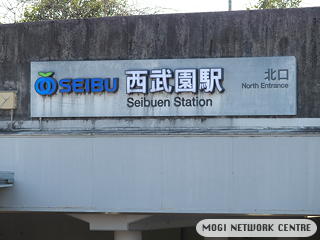 SEIBU 西武園駅
Seibuen Station
北口
North Entrance
MOGI NETWORK CENTRE